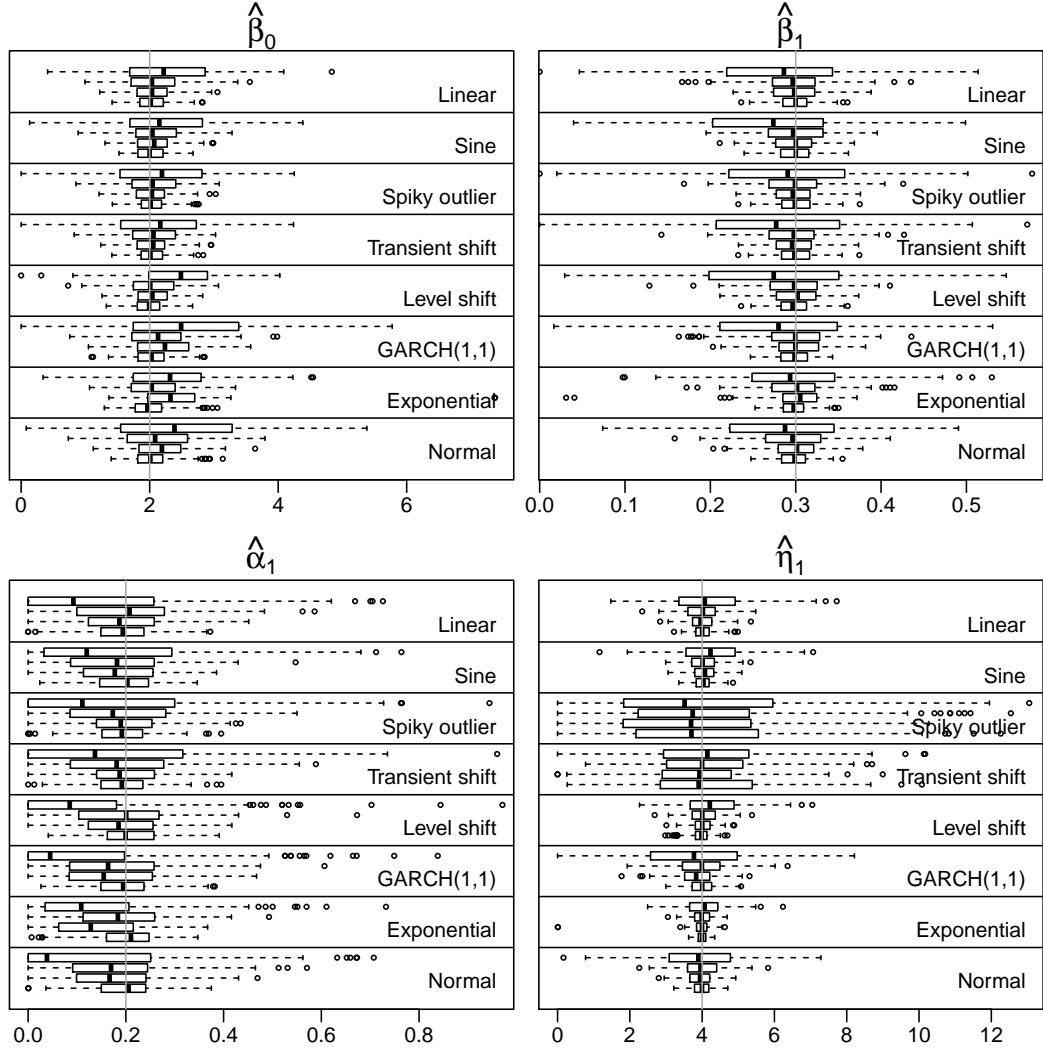 β̂0
Linear
Sine
Spiky outlier
Transient shift
Level shift
GARCH(1,1)
Exponential
Normal
0 2 4 6
β̂1
Linear
Sine
Spiky outlier
Transient shift
Level shift
GARCH(1,1)
Exponential
Normal
0.0 0.1 0.2 0.3 0.4 0.5
α̂1
Linear
Sine
Spiky outlier
Transient shift
Level shift
GARCH(1,1)
Exponential
Normal
0.0 0.2 0.4 0.6 0.8
η̂1
Linear
Sine
Spiky outlier
Transient shift
Level shift
GARCH(1,1)
Exponential
Normal
0 2 4 6 8 10 12